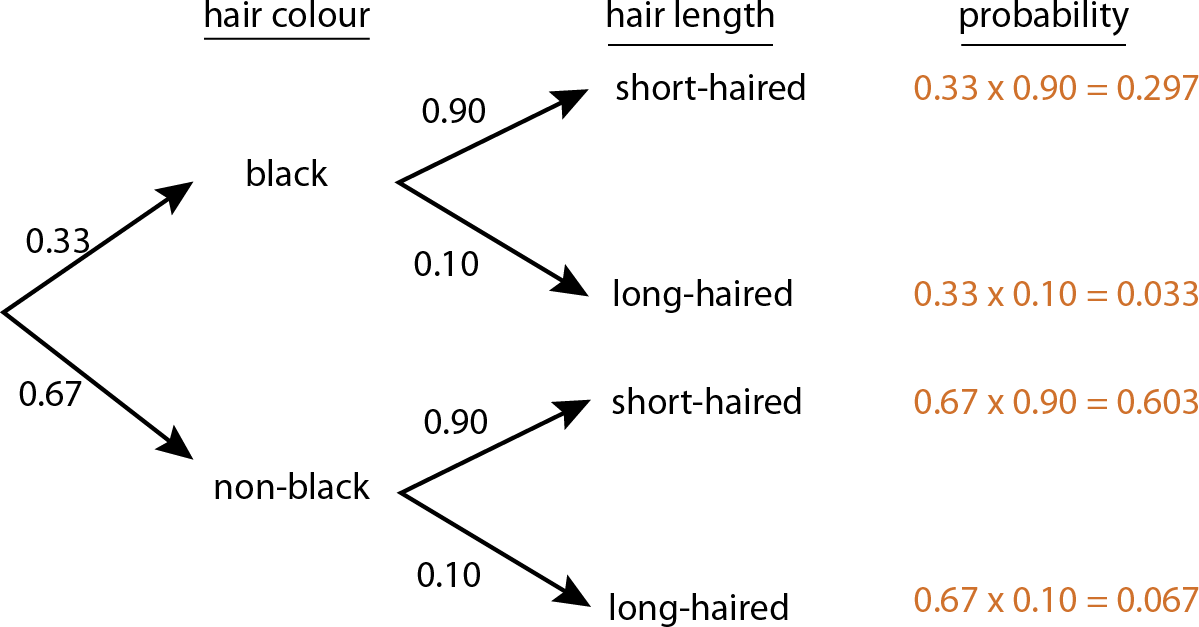 hair colour hair length probability
short-haired 0.33 x 0.90 = 0.297
0.90
black
0.33
0.10
long-haired 0.33 x 0.10 = 0.033
0.67
short-haired 0.67 x 0.90 = 0.603
0.90
non-black
0.10
long-haired 0.67 x 0.10 = 0.067